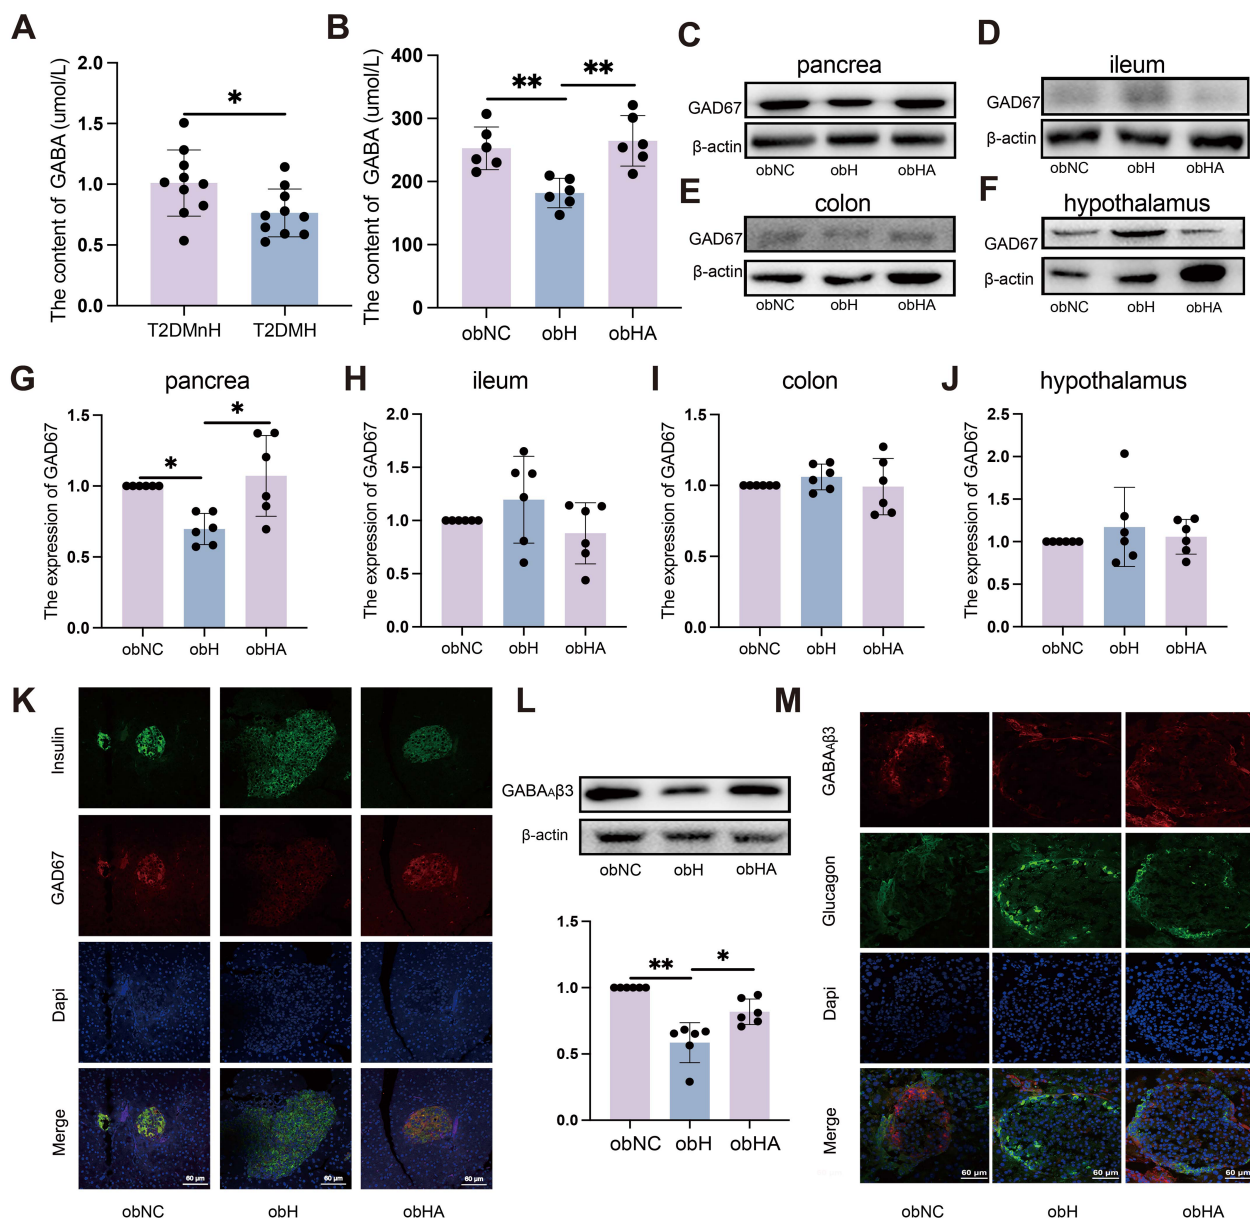 A
The content of GABA (umol/L)
2.0
1.5
1.0
0.5
0.0
*
T2DMnH T2DMH
B
The content of GABA (umol/L)
400
300
200
100
0
** **
obNC obH obHA
C
pancrea
GAD67
β-actin
obNC obH obHA
D
ileum
GAD67
β-actin
obNC obH obHA
E
colon
GAD67
β-actin
obNC obH obHA
F
hypothalamus
GAD67
β-actin
obNC obH obHA
G
pancrea
The expression of GAD67
1.5
1.0
0.5
0.0
* *
obNC obH obHA
H
ileum
The expression of GAD67
2.0
1.5
1.0
0.5
0.0
obNC obH obHA
I
colon
The expression of GAD67
1.5
1.0
0.5
0.0
obNC obH obHA
J
hypothalamus
The expression of GAD67
2.5
2.0
1.5
1.0
0.5
0.0
obNC obH obHA
K
Insulin
GAD67
Dapi
Merge
60 μm 60 μm 60 μm
obNC obH obHA
L
GABAAβ3
β-actin
obNC obH obHA
1.5
1.0
0.5
0.0
** *
obNC obH obHA
M
GABAAβ3
Glucagon
Dapi
Merge
60 μm 60 μm 60 μm
obNC obH obHA